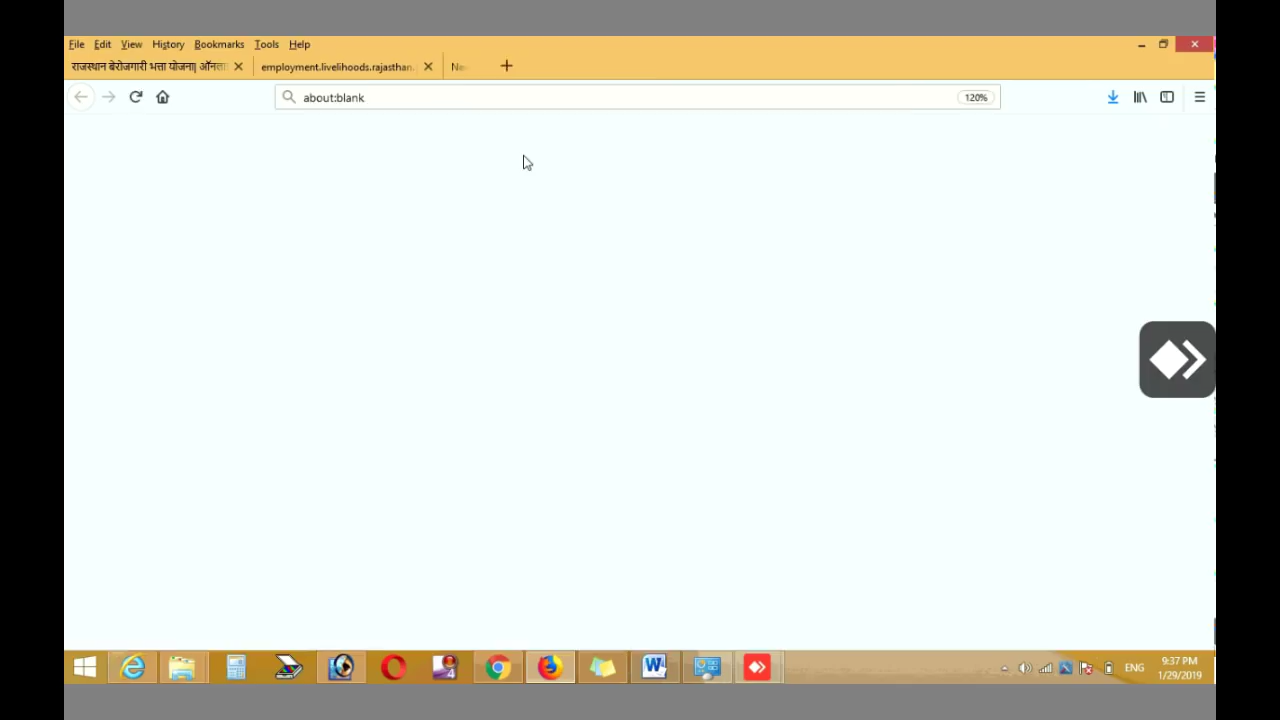 File Edit View History Bookmarks Tools Help
राजस्थान बेरोजगारी भत्ता योजना| employment.livelihoods.rajasthan.
about:blank 120%
4 W ENG 9:37 PM
1/29/2019